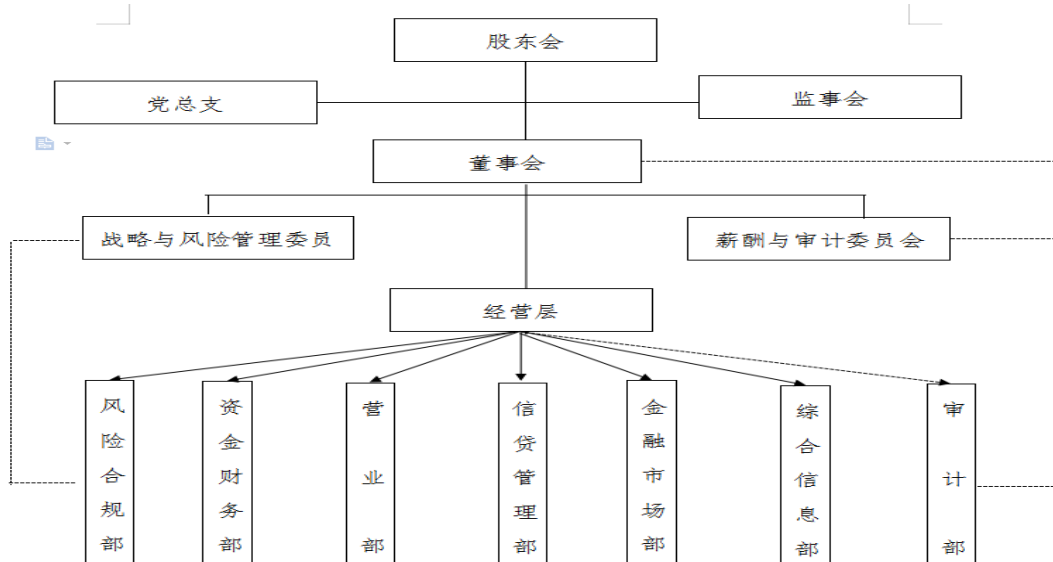 股东会
党总支
监事会
董事会
战略与风险管理委员
薪酬与审计委员会
经营层
风险合规部
资金财务部
营业部
信贷管理部
金融市场部
综合信息部
审计部